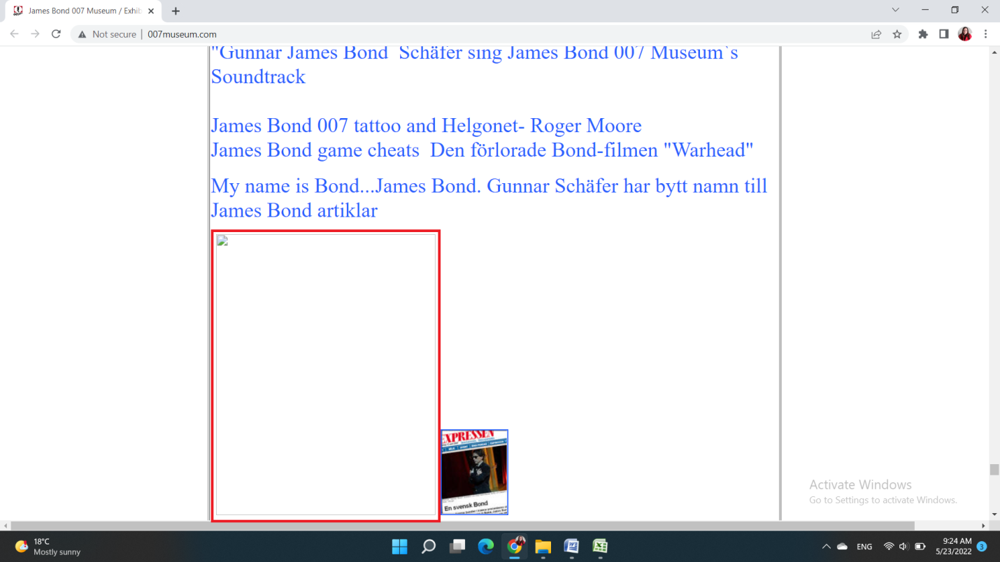 James Bond 007 Museum / Exhib
Not secure
007museum.com
"Gunnar James Bond  Schäfer sing James Bond 007 Museum`s
Soundtrack
James Bond 007 tattoo and Helgonet- Roger Moore
James Bond game cheats  Den förlorade Bond-filmen "Warhead"
My name is Bond...James Bond. Gunnar Schäfer har bytt namn till
James Bond artiklar
EXPRESSEN
En svensk Bond
Activate Windows
Go to Settings to activate Windows.
18°C
Mostly sunny
ENG
9:24 AM
5/23/2022
3